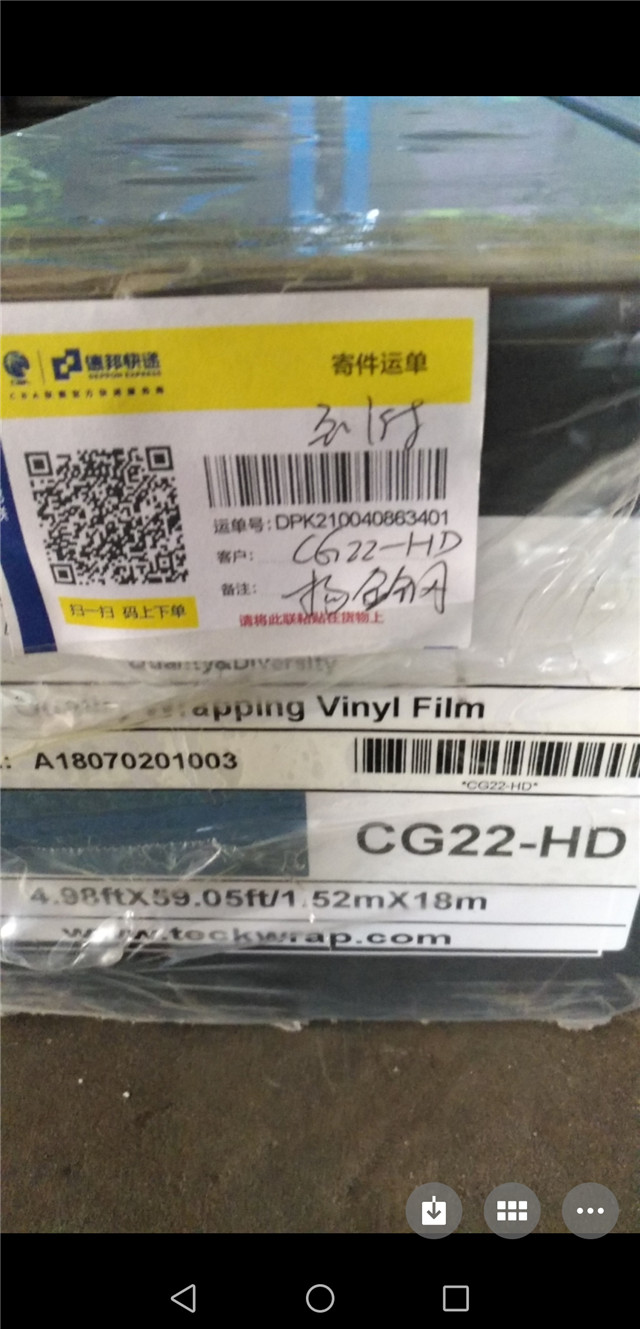 德邦快递
DEPPON EXPRESS
寄件运单
运单号:DPK210040863401
客户: CG22-HD
备注:
扫一扫 码上下单
请将此联粘贴在货物上
Quality&Diversity
Wrapping Vinyl Film
.: A18070201003
*CG22-HD*
CG22-HD
4.98ftX59.05ft/1.52mX18m
www.teckwrap.com